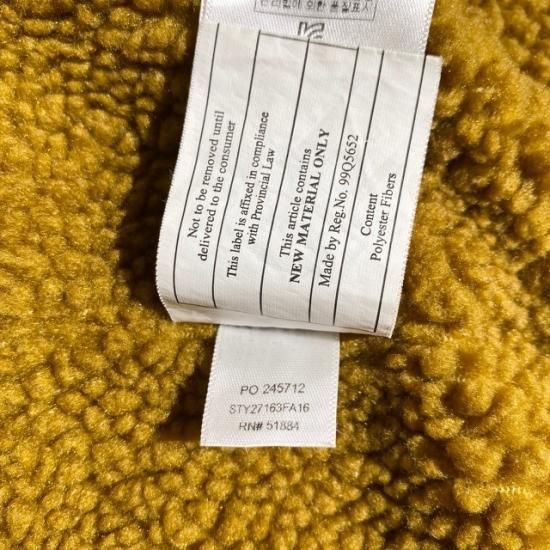 Not to be removed until
delivered to the consumer
This label is affixed in compliance
with Provincial Law
This article contains
NEW MATERIAL ONLY
Made by Reg.No. 99Q5652
Content
Polyester Fibers
PO 245712
STY27163FA16
RN# 51884